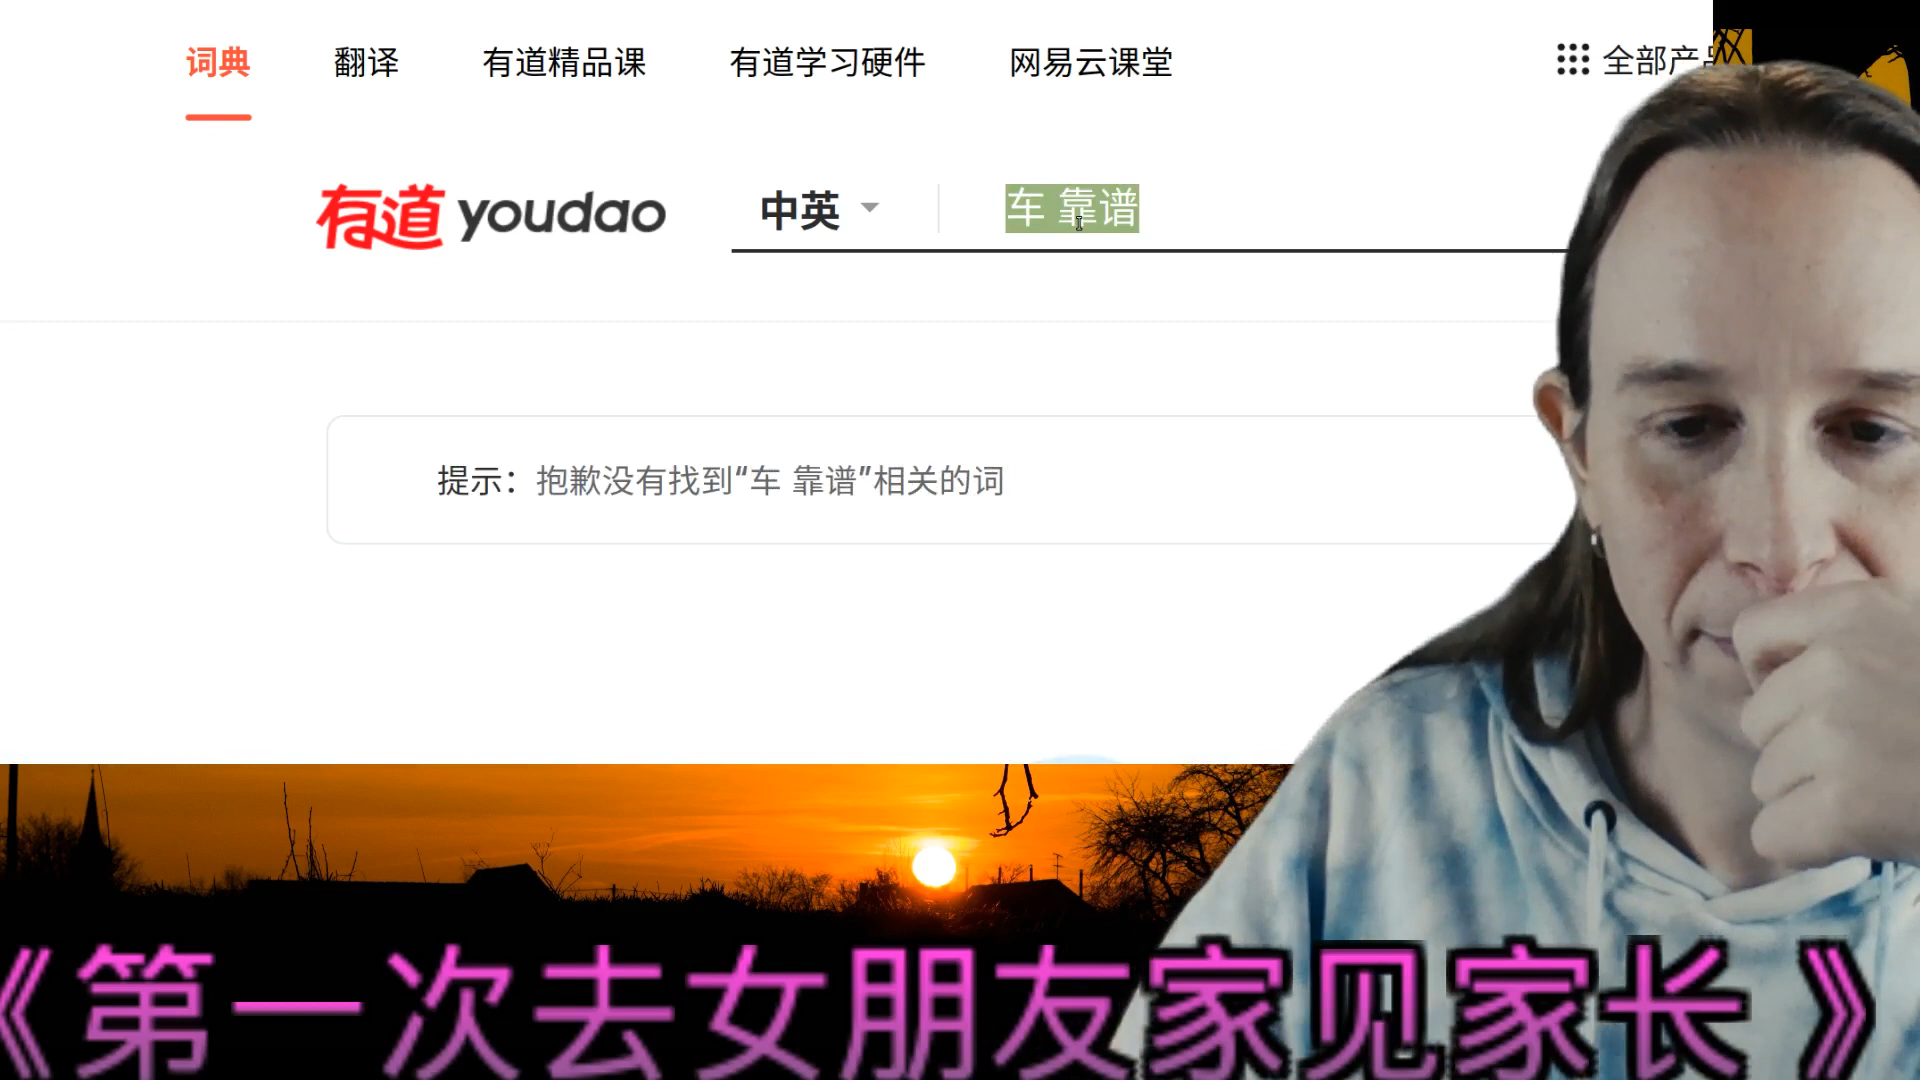 词典 翻译 有道精品课 有道学习硬件 网易云课堂 全部产品
有道 youdao 中英 车 靠谱
提示：抱歉没有找到“车 靠谱”相关的词
《第一次去女朋友家见家长》